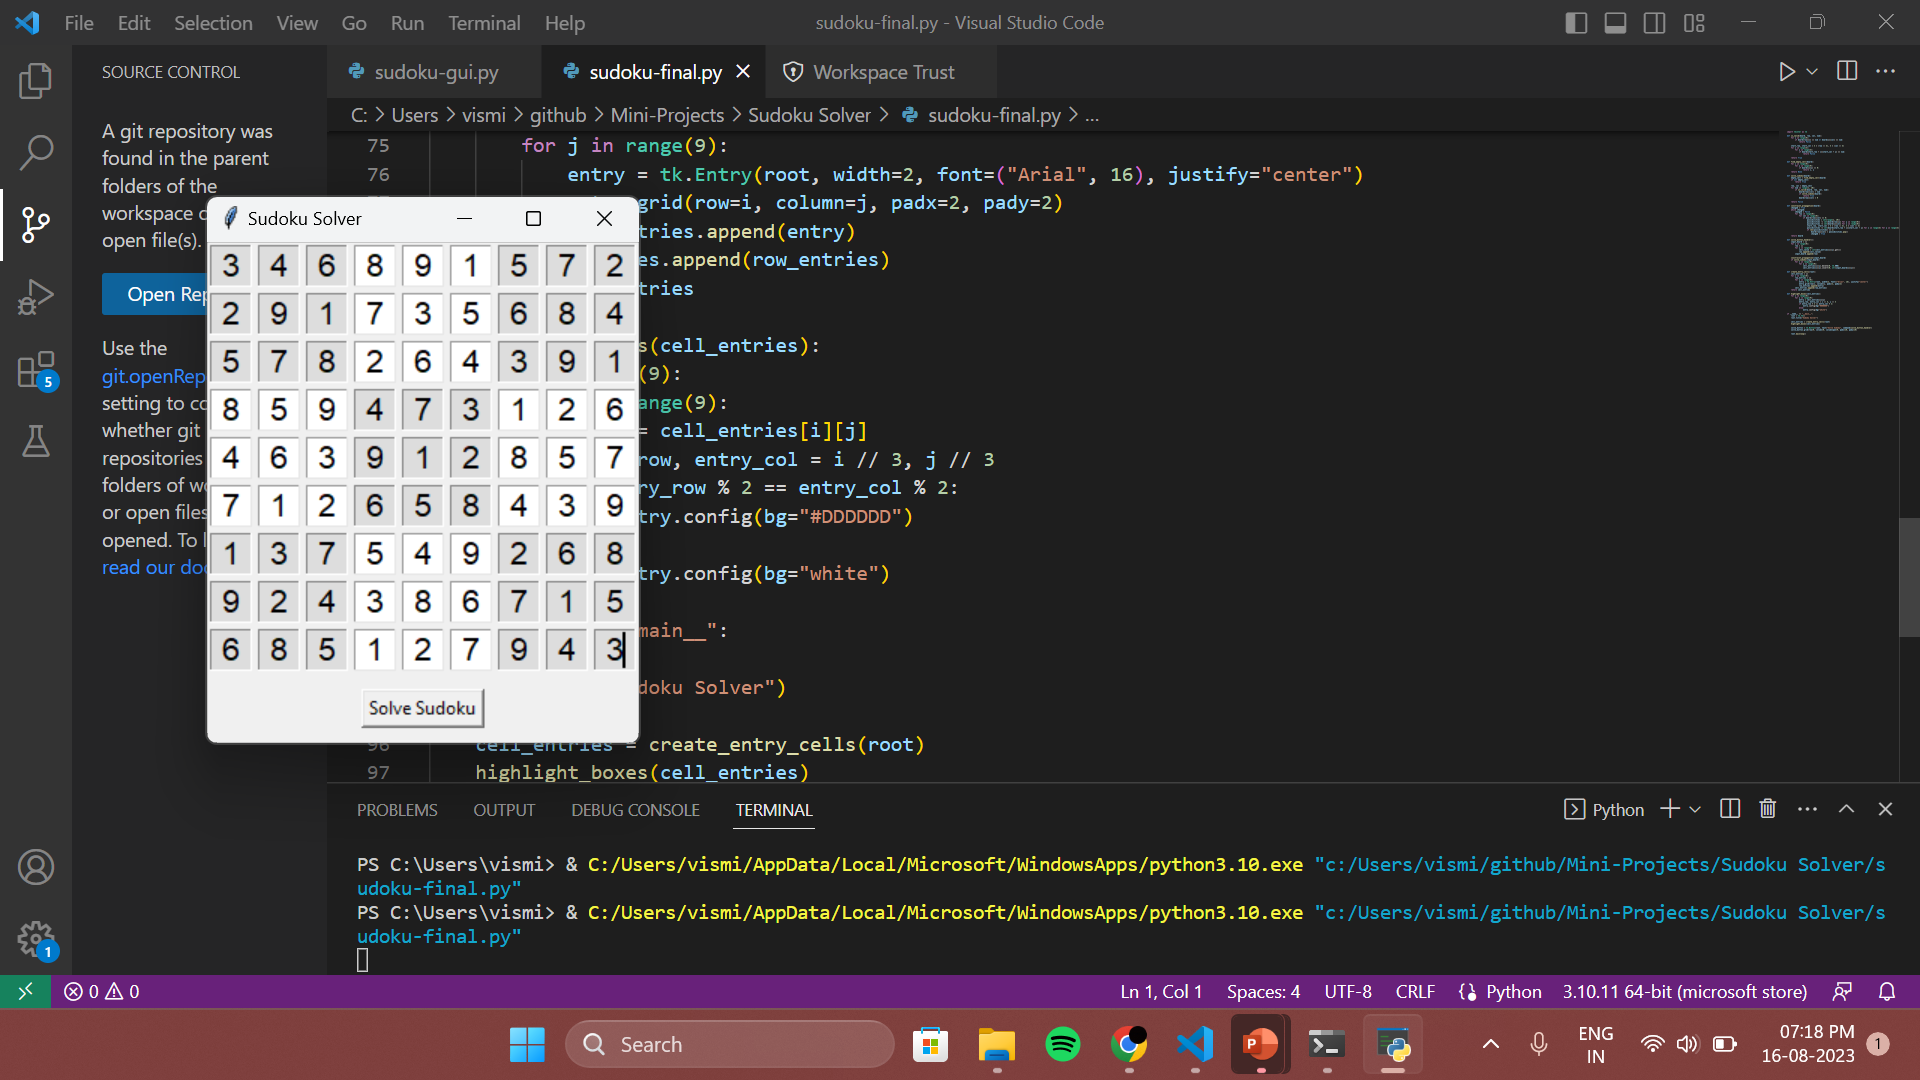 File Edit Selection View Go Run Terminal Help
sudoku-final.py - Visual Studio Code
SOURCE CONTROL
A git repository was
found in the parent
folders of the
workspace o
open file(s).
Open Rep
Use the
git.openRep
setting to co
whether git
repositories
folders of wo
or open files
opened. To l
read our doc
sudoku-gui.py
sudoku-final.py
Workspace Trust
C: > Users > vismi > github > Mini-Projects > Sudoku Solver > sudoku-final.py > ...
75 for j in range(9):
76 entry = tk.Entry(root, width=2, font=("Arial", 16), justify="center")
grid(row=i, column=j, padx=2, pady=2)
tries.append(entry)
es.append(row_entries)
tries
s(cell_entries):
(9):
ange(9):
= cell_entries[i][j]
row, entry_col = i // 3, j // 3
ry_row % 2 == entry_col % 2:
try.config(bg="#DDDDDD")
try.config(bg="white")
main__":
doku Solver")
96 cell_entries = create_entry_cells(root)
97 highlight_boxes(cell_entries)
Sudoku Solver
3 4 6 8 9 1 5 7 2
2 9 1 7 3 5 6 8 4
5 7 8 2 6 4 3 9 1
8 5 9 4 7 3 1 2 6
4 6 3 9 1 2 8 5 7
7 1 2 6 5 8 4 3 9
1 3 7 5 4 9 2 6 8
9 2 4 3 8 6 7 1 5
6 8 5 1 2 7 9 4 3
Solve Sudoku
PROBLEMS OUTPUT DEBUG CONSOLE TERMINAL
Python
PS C:\Users\vismi> & C:/Users/vismi/AppData/Local/Microsoft/WindowsApps/python3.10.exe "c:/Users/vismi/github/Mini-Projects/Sudoku Solver/s
udoku-final.py"
PS C:\Users\vismi> & C:/Users/vismi/AppData/Local/Microsoft/WindowsApps/python3.10.exe "c:/Users/vismi/github/Mini-Projects/Sudoku Solver/s
udoku-final.py"
5
1
0 0
Ln 1, Col 1 Spaces: 4 UTF-8 CRLF Python 3.10.11 64-bit (microsoft store)
Search
P
ENG
IN
07:18 PM
16-08-2023
1